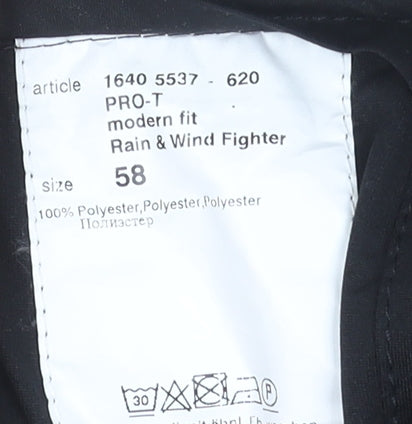 article 1640 5537 - 620
PRO-T
modern fit
Rain & Wind Fighter
size 58
100% Polyester,Polyester,Polyester
Полиэстер
30 P